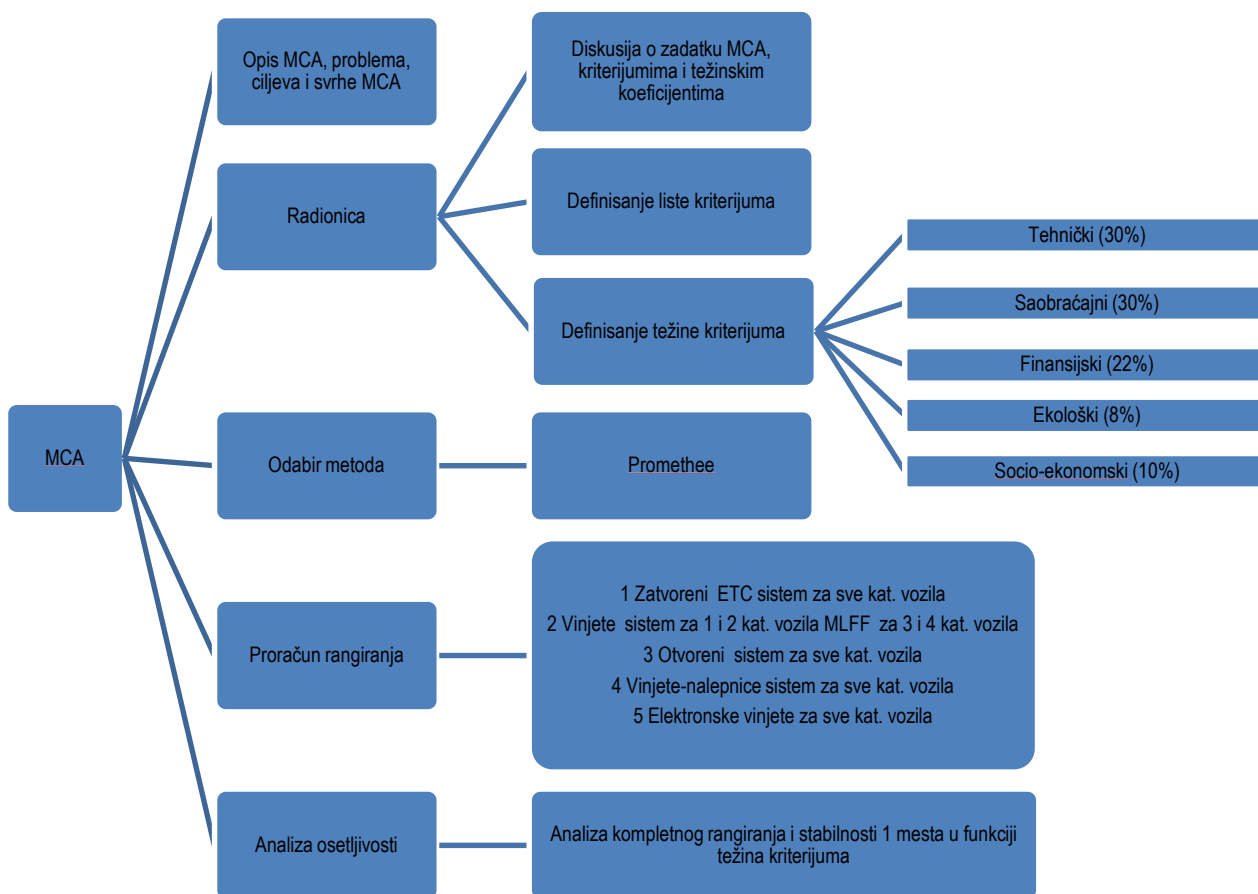 MCA
Opis MCA, problema,
ciljeva i svrhe MCA
Radionica
Diskusija o zadatku MCA,
kriterijumima i težinskim
koeficijentima
Definisanje liste kriterijuma
Definisanje težine kriterijuma
Tehnički (30%)
Saobraćajni (30%)
Finansijski (22%)
Ekološki (8%)
Socio-ekonomski (10%)
Odabir metoda
Promethee
Proračun rangiranja
1 Zatvoreni ETC sistem za sve kat. vozila
2 Vinjete sistem za 1 i 2 kat. vozila MLFF za 3 i 4 kat. vozila
3 Otvoreni sistem za sve kat. vozila
4 Vinjete-nalepnice sistem za sve kat. vozila
5 Elektronske vinjete za sve kat. vozila
Analiza osetljivosti
Analiza kompletnog rangiranja i stabilnosti 1 mesta u funkciji
težina kriterijuma